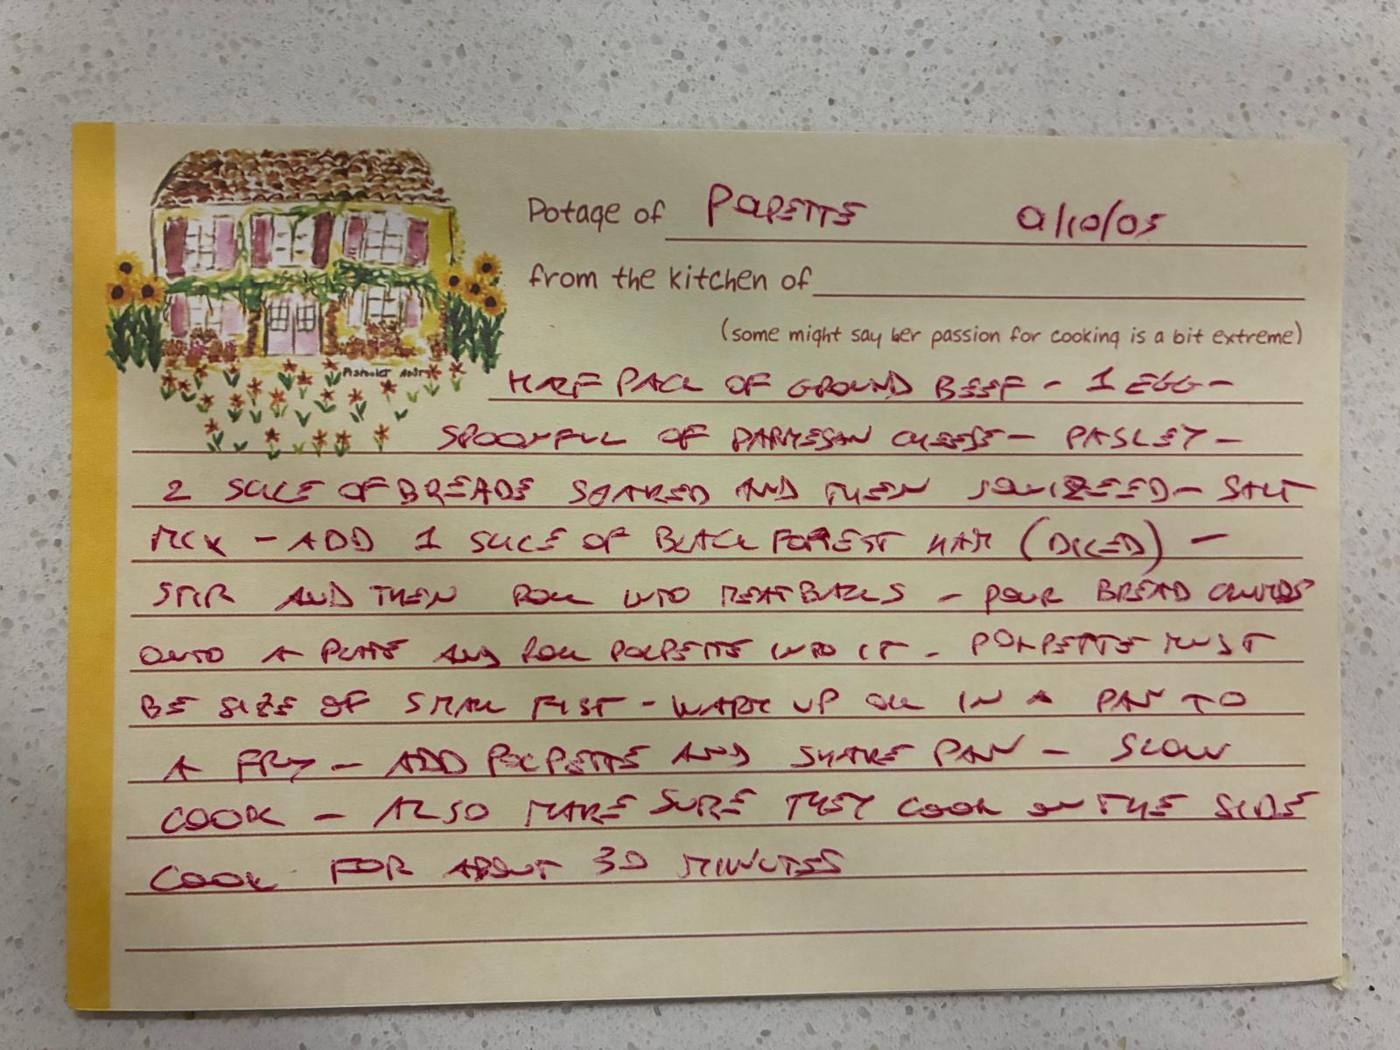 Potage of POLPETTE 9/10/05
from the kitchen of
(some might say her passion for cooking is a bit extreme)
HALF PACK OF GROUND BEEF - 1 EGG -
SPOONFUL OF PARMESAN CHEESE - PASLEY -
2 SLICE OF BREADS SOAKED AND THEN SQUIZEED - SALT
MIX - ADD 1 SLICE OF BLACK FOREST HAM (DICED) -
STIR AND THEN ROLL INTO MEATBALLS - POUR BREAD CRUMBS
ONTO A PLATE AND ROLL POLPETTE INTO IT - POLPETTE MUST
BE SIZE OF SMALL FIST - WARM UP OIL IN A PAN TO
A FRY - ADD POLPETTE AND SHAKE PAN - SLOW
COOK - ALSO MAKE SURE THEY COOK ON THE SIDE
COOK FOR ABOUT 30 MINUTES